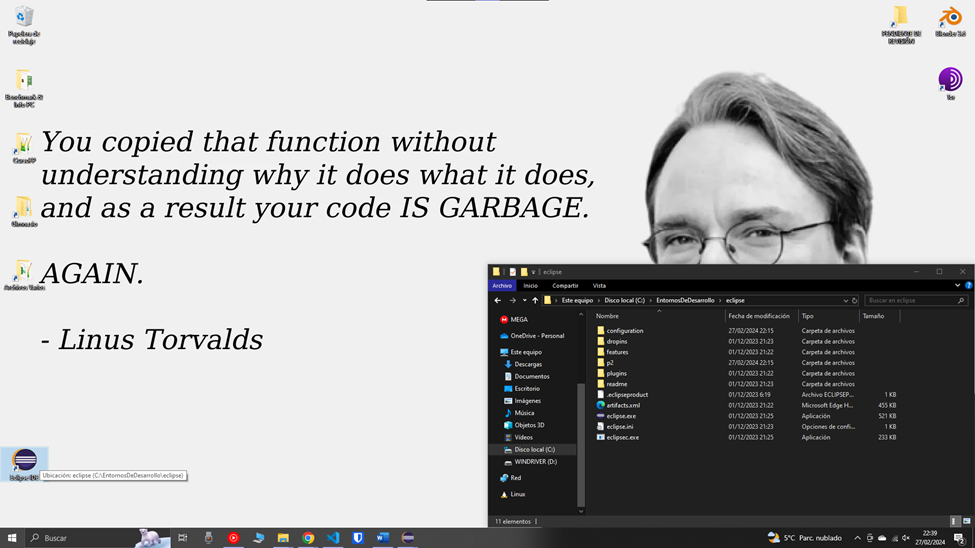 Papelera de reciclaje
PENDIENTE DE REVISIÓN
Blender 3.6
Tor
You copied that function without
understanding why it does what it does,
and as a result your code IS GARBAGE.
AGAIN.
- Linus Torvalds
Gimnasio
Archivos Varios
Eclipse IDE
Ubicación: eclipse (C:\EntornosDeDesarrollo\eclipse)
eclipse
Archivo Inicio Compartir Vista
Este equipo > Disco local (C:) > EntornosDeDesarrollo > eclipse
Buscar en eclipse
MEGA
OneDrive - Personal
Este equipo
Descargas
Documentos
Escritorio
Imágenes
Música
Objetos 3D
Vídeos
Disco local (C:)
WINDRIVER (D:)
Red
Linux
Nombre Fecha de modificación Tipo Tamaño
configuration 27/02/2024 22:15 Carpeta de archivos
dropins 01/12/2023 21:23 Carpeta de archivos
features 01/12/2023 21:22 Carpeta de archivos
p2 27/02/2024 22:15 Carpeta de archivos
plugins 01/12/2023 21:22 Carpeta de archivos
readme 01/12/2023 21:23 Carpeta de archivos
.eclipseproduct 01/12/2023 6:19 Archivo ECLIPSEP... 1 KB
artifacts.xml 01/12/2023 21:22 Microsoft Edge H... 455 KB
eclipse.exe 01/12/2023 21:25 Aplicación 521 KB
eclipse.ini 01/12/2023 21:23 Opciones de confi... 1 KB
eclipsec.exe 01/12/2023 21:25 Aplicación 233 KB
11 elementos
Buscar
5°C Parc. nublado
22:39
27/02/2024